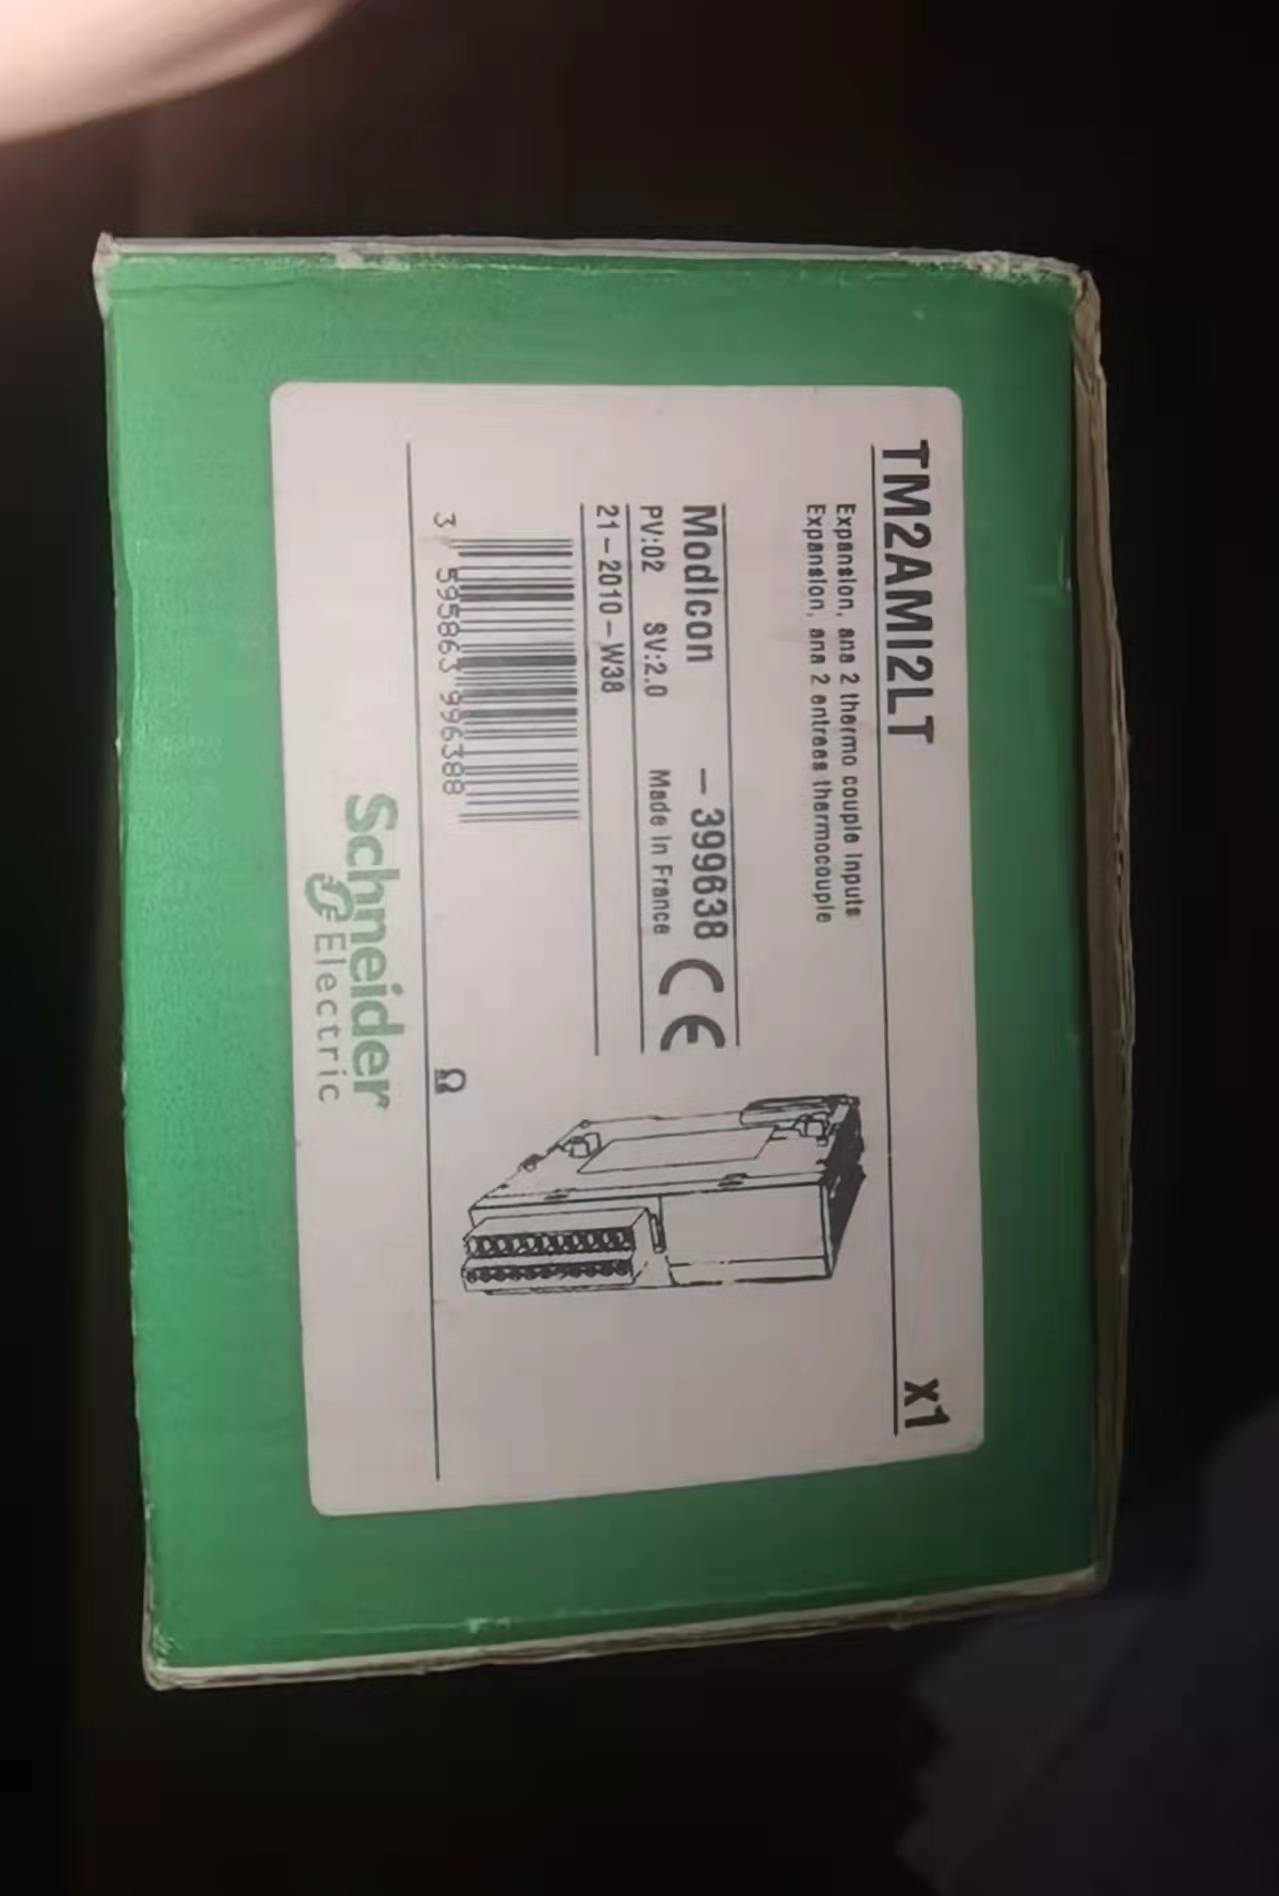 TM2AMI2LT
x1
Expansion, ana 2 thermo couple inputs
Expansion, ana 2 entrees thermocouple
Modicon - 399638 CE
PV:02 SV:2.0 Made in France
21-2010-W38
3 595863 996388
Ω
Schneider
Electric